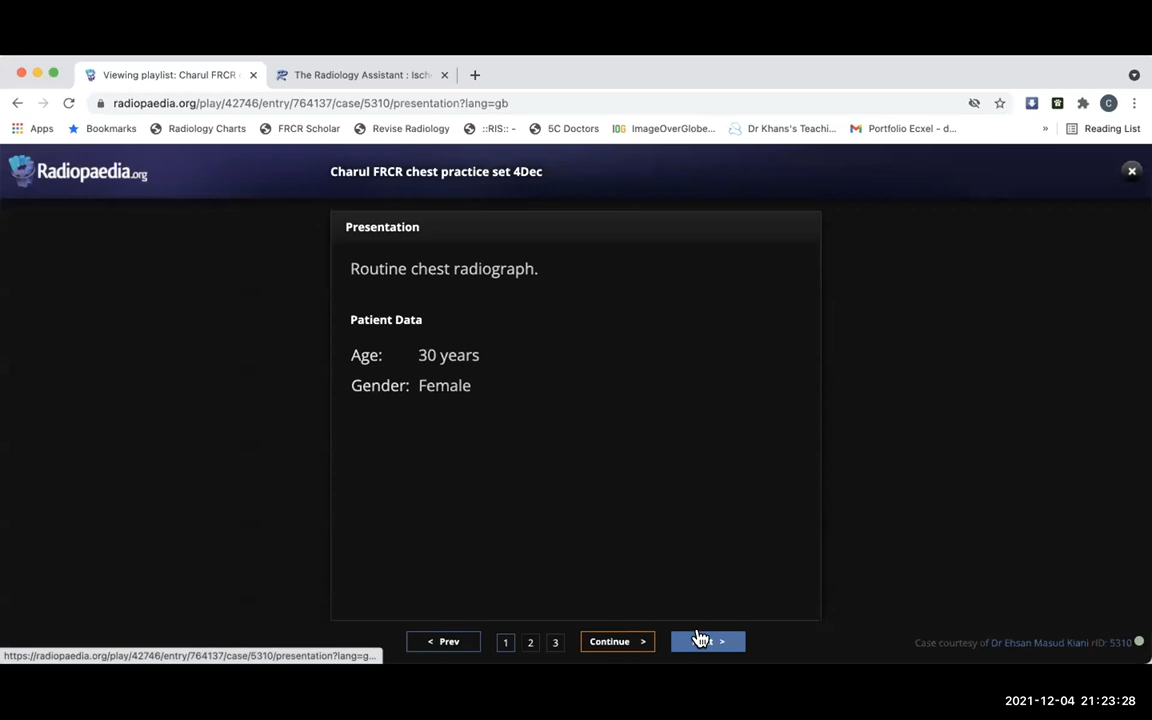 Viewing playlist: Charul FRCR
The Radiology Assistant : Isch
radiopaedia.org/play/42746/entry/764137/case/5310/presentation?lang=gb
C
Apps
Bookmarks
Radiology Charts
FRCR Scholar
Revise Radiology
::RIS:: -
5C Doctors
IOG ImageOverGlobe...
Dr Khans's Teachi...
Portfolio Ecxel - d...
»
Reading List
Radiopaedia.org
Charul FRCR chest practice set 4Dec
Presentation
Routine chest radiograph.
Patient Data
Age: 30 years
Gender: Female
< Prev
1
2
3
Continue >
>
Case courtesy of Dr Ehsan Masud Kiani rID: 5310
https://radiopaedia.org/play/42746/entry/764137/case/5310/presentation?lang=g...
2021-12-04 21:23:28